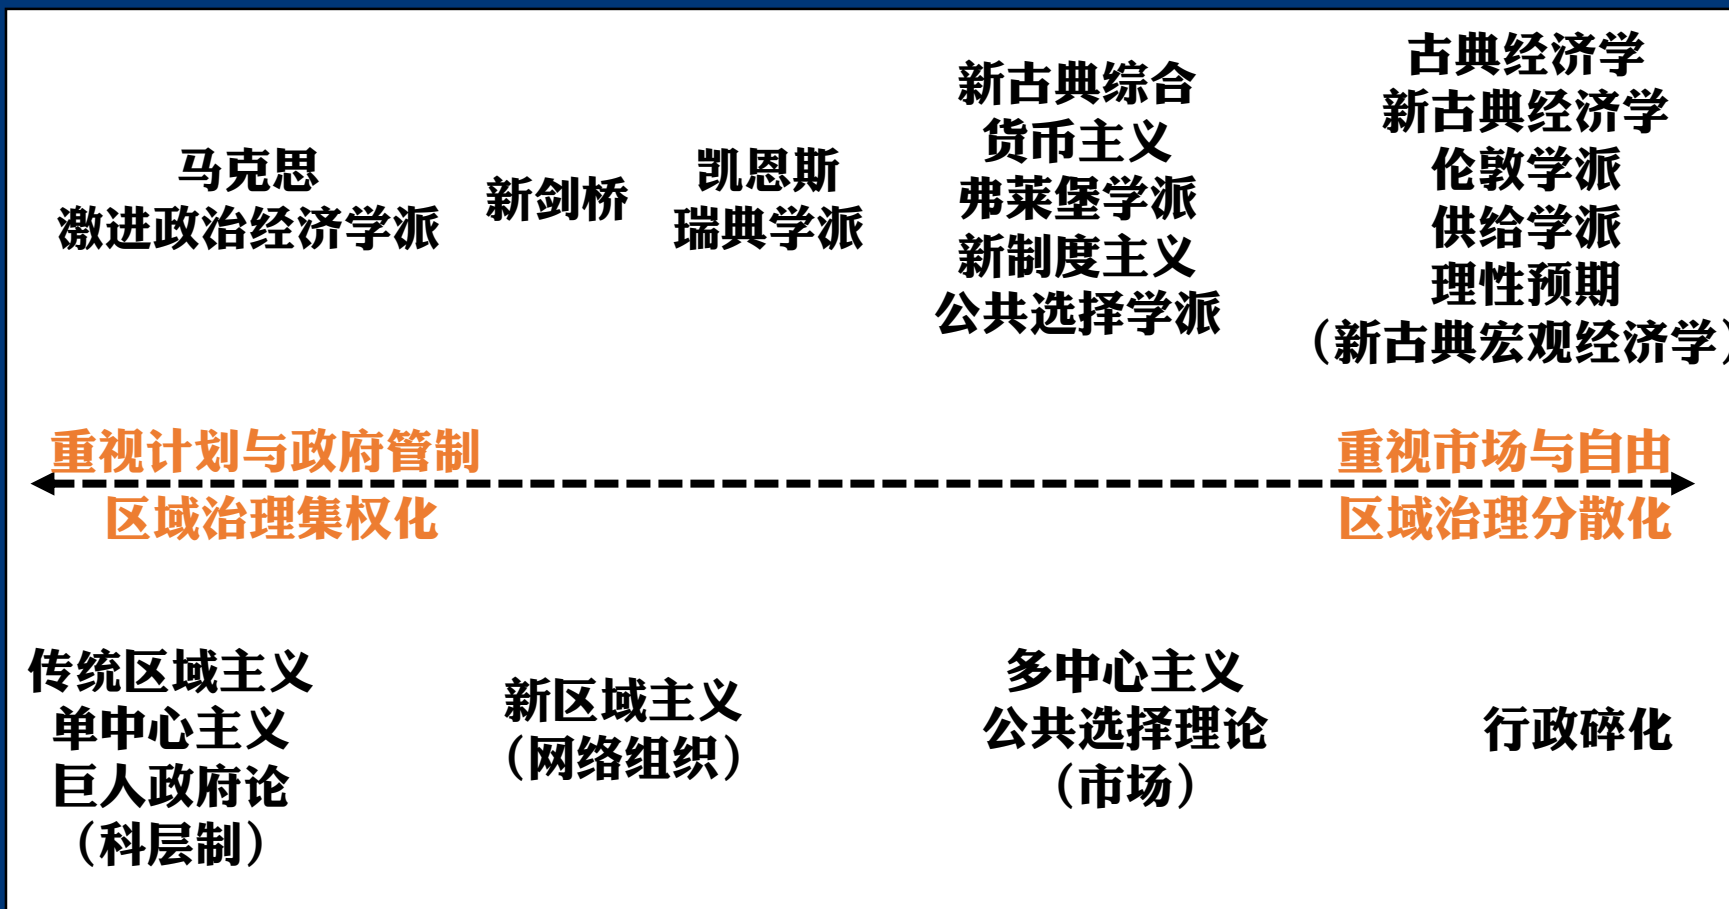 马克思
激进政治经济学派
新剑桥
凯恩斯
瑞典学派
新古典综合
货币主义
弗莱堡学派
新制度主义
公共选择学派
古典经济学
新古典经济学
伦敦学派
供给学派
理性预期
（新古典宏观经济学）
重视计划与政府管制
重视市场与自由
区域治理集权化
区域治理分散化
传统区域主义
单中心主义
巨人政府论
（科层制）
新区域主义
（网络组织）
多中心主义
公共选择理论
（市场）
行政碎化